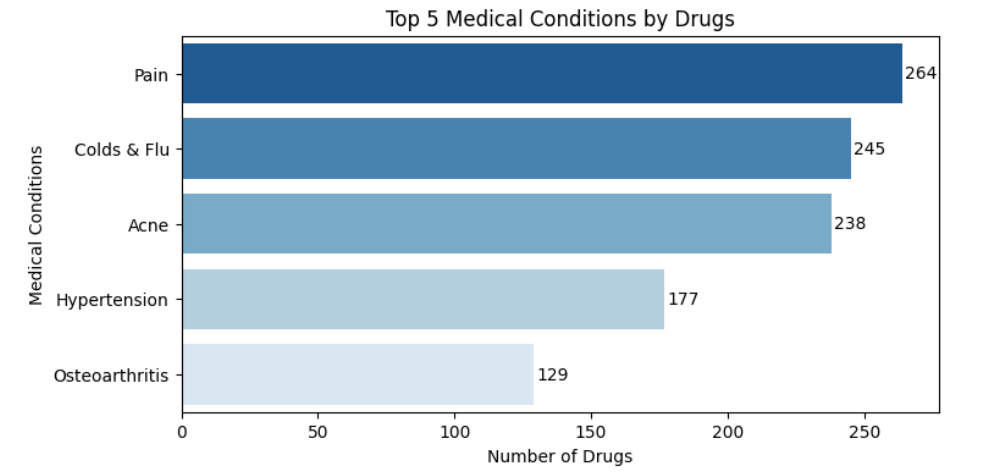 Top 5 Medical Conditions by Drugs
Medical Conditions
Pain 264
Colds & Flu 245
Acne 238
Hypertension 177
Osteoarthritis 129
0 50 100 150 200 250
Number of Drugs